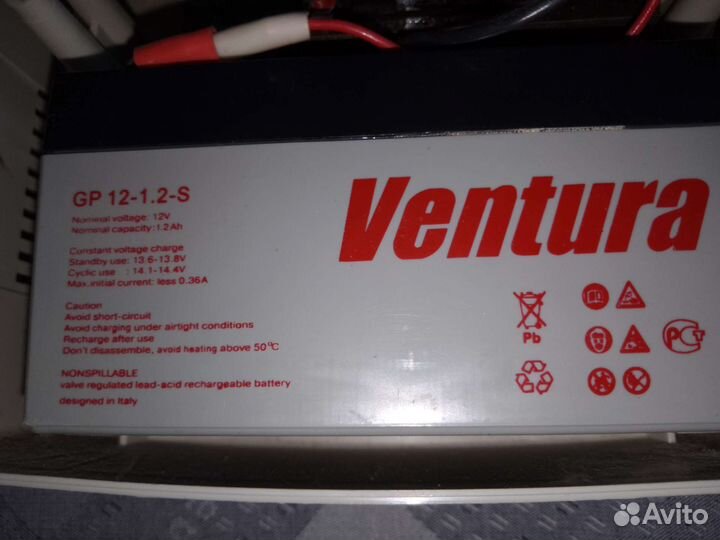 GP 12-1.2-S
Nominal voltage: 12V
Nominal capacity: 1.2Ah
Constant voltage charge
Standby use: 13.6-13.8V
Cyclic use : 14.1-14.4V
Max.initial current: less 0.36A
Caution
Avoid short-circuit
Avoid charging under airtight conditions
Recharge after use
Don't disassemble, avoid heating above 50°C
NONSPILLABLE
valve regulated lead-acid rechargeable battery
designed in Italy
Ventura
Pb
РСТ
Avito